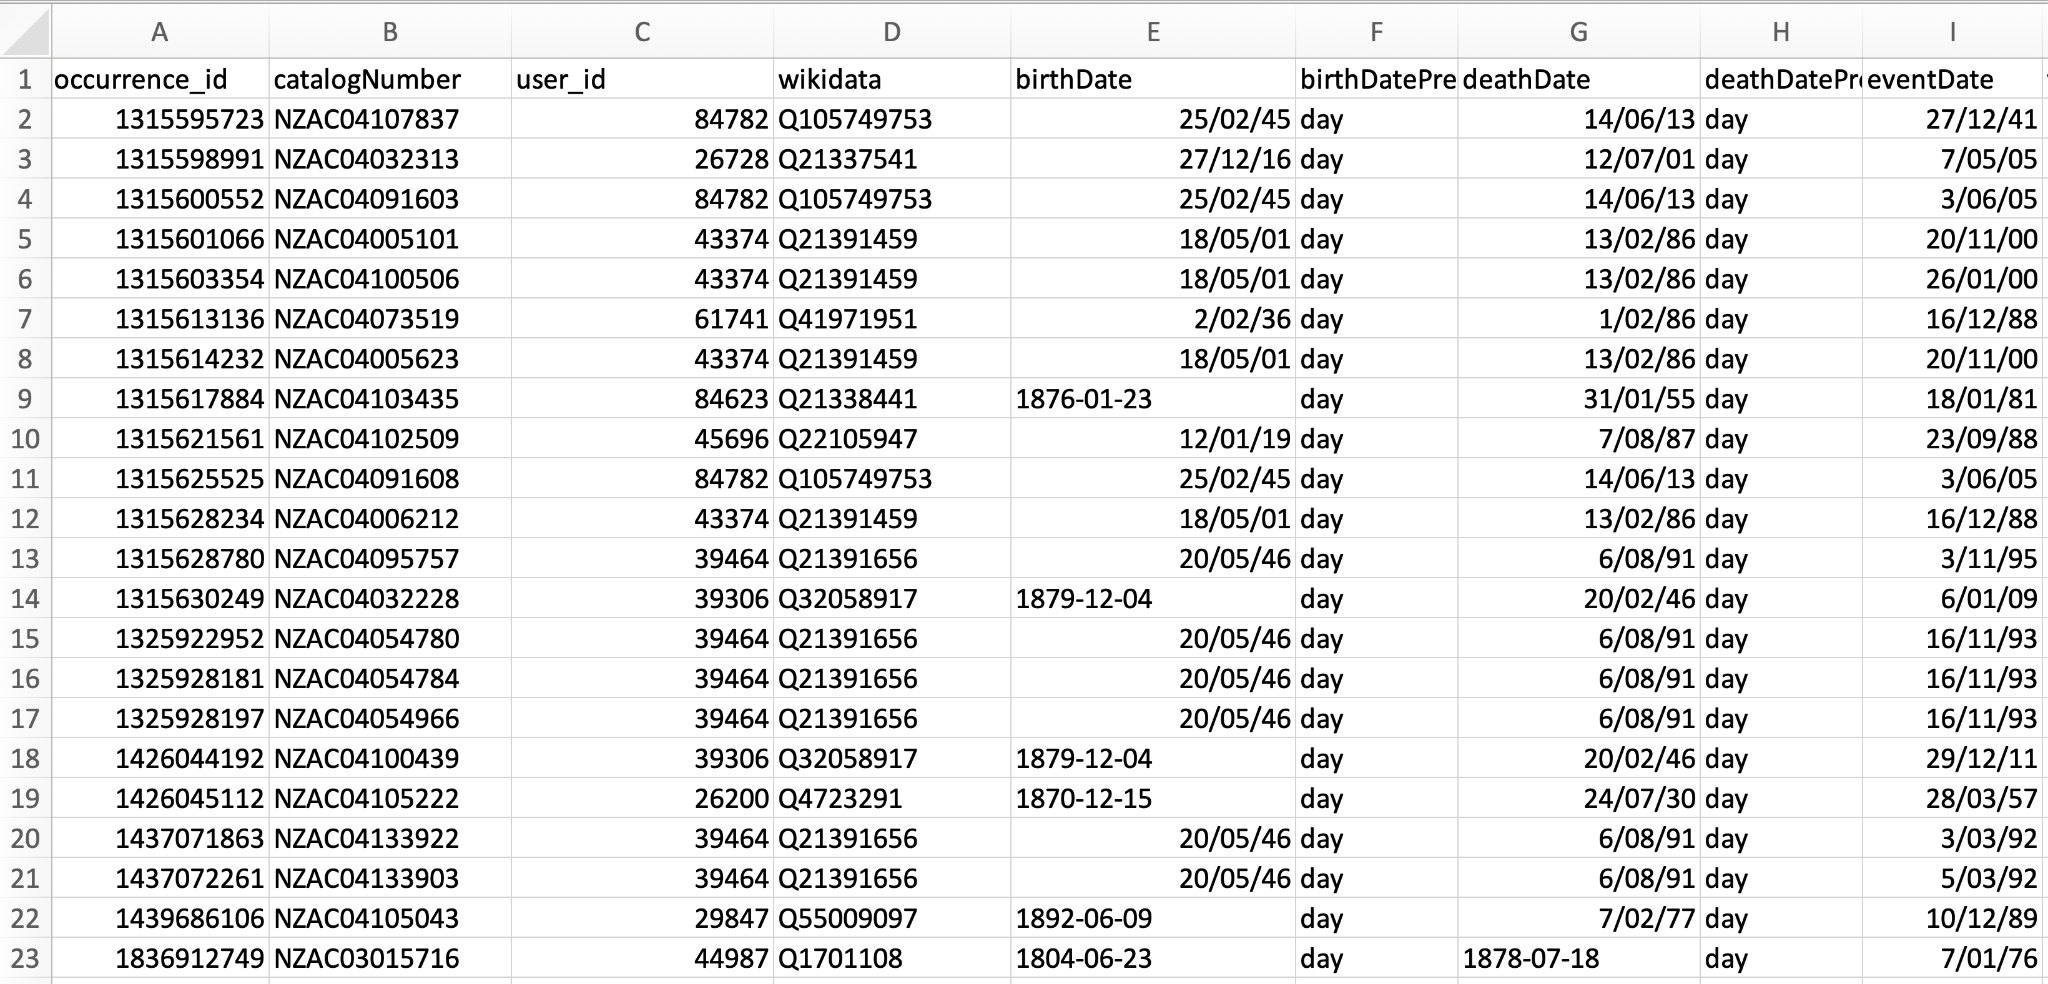 A B C D E F G H I
1 occurrence_id catalogNumber user_id wikidata birthDate birthDatePre deathDate deathDatePr eventDate
2 1315595723 NZAC04107837 84782 Q105749753 25/02/45 day 14/06/13 day 27/12/41
3 1315598991 NZAC04032313 26728 Q21337541 27/12/16 day 12/07/01 day 7/05/05
4 1315600552 NZAC04091603 84782 Q105749753 25/02/45 day 14/06/13 day 3/06/05
5 1315601066 NZAC04005101 43374 Q21391459 18/05/01 day 13/02/86 day 20/11/00
6 1315603354 NZAC04100506 43374 Q21391459 18/05/01 day 13/02/86 day 26/01/00
7 1315613136 NZAC04073519 61741 Q41971951 2/02/36 day 1/02/86 day 16/12/88
8 1315614232 NZAC04005623 43374 Q21391459 18/05/01 day 13/02/86 day 20/11/00
9 1315617884 NZAC04103435 84623 Q21338441 1876-01-23 day 31/01/55 day 18/01/81
10 1315621561 NZAC04102509 45696 Q22105947 12/01/19 day 7/08/87 day 23/09/88
11 1315625525 NZAC04091608 84782 Q105749753 25/02/45 day 14/06/13 day 3/06/05
12 1315628234 NZAC04006212 43374 Q21391459 18/05/01 day 13/02/86 day 16/12/88
13 1315628780 NZAC04095757 39464 Q21391656 20/05/46 day 6/08/91 day 3/11/95
14 1315630249 NZAC04032228 39306 Q32058917 1879-12-04 day 20/02/46 day 6/01/09
15 1325922952 NZAC04054780 39464 Q21391656 20/05/46 day 6/08/91 day 16/11/93
16 1325928181 NZAC04054784 39464 Q21391656 20/05/46 day 6/08/91 day 16/11/93
17 1325928197 NZAC04054966 39464 Q21391656 20/05/46 day 6/08/91 day 16/11/93
18 1426044192 NZAC04100439 39306 Q32058917 1879-12-04 day 20/02/46 day 29/12/11
19 1426045112 NZAC04105222 26200 Q4723291 1870-12-15 day 24/07/30 day 28/03/57
20 1437071863 NZAC04133922 39464 Q21391656 20/05/46 day 6/08/91 day 3/03/92
21 1437072261 NZAC04133903 39464 Q21391656 20/05/46 day 6/08/91 day 5/03/92
22 1439686106 NZAC04105043 29847 Q55009097 1892-06-09 day 7/02/77 day 10/12/89
23 1836912749 NZAC03015716 44987 Q1701108 1804-06-23 day 1878-07-18 day 7/01/76